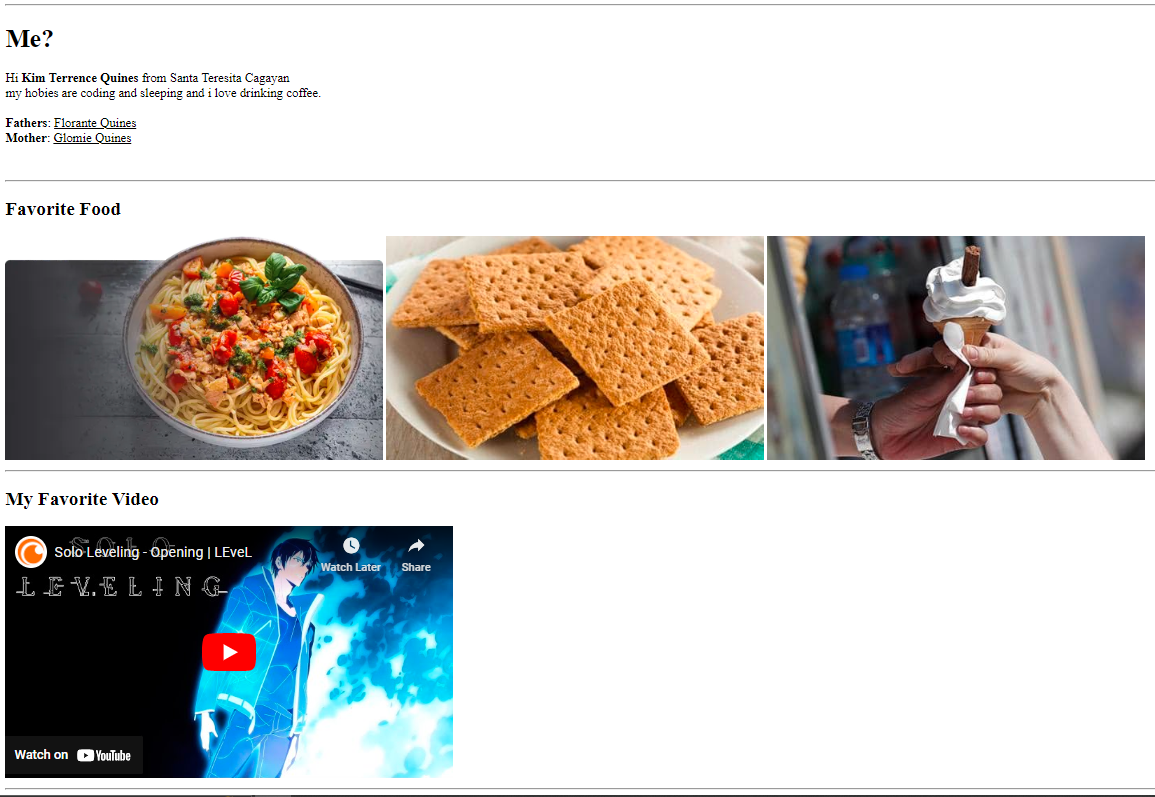 Me?
Hi Kim Terrence Quines from Santa Teresita Cagayan
my hobies are coding and sleeping and i love drinking coffee.
Fathers: Florante Quines
Mother: Glomie Quines
Favorite Food
My Favorite Video
Solo Leveling - Opening | LEveL
Watch Later
Share
SOLO
LEVELING
Watch on YouTube